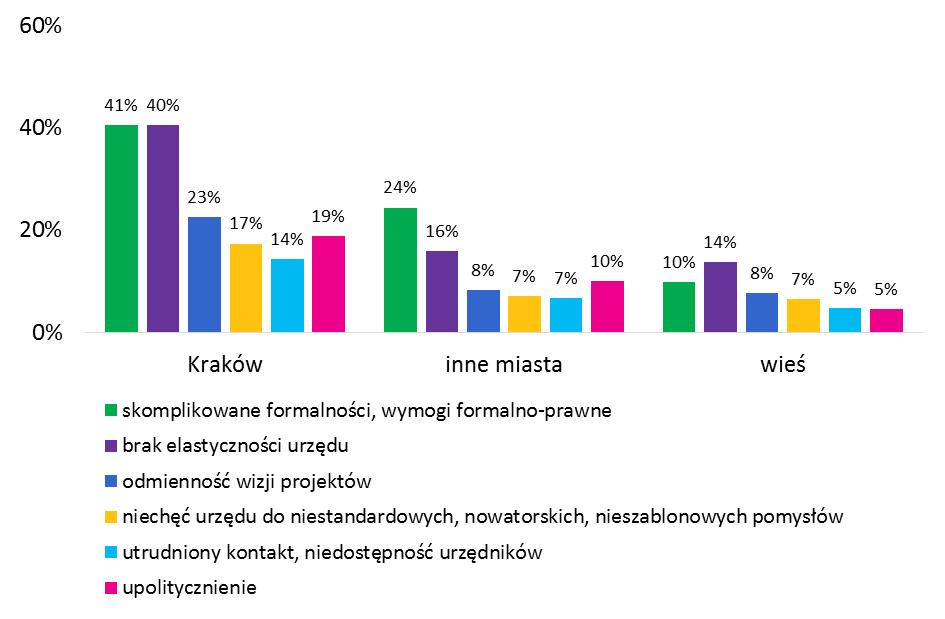 60%
40%
20%
0%
41% 40% 23% 17% 14% 19%
24% 16% 8% 7% 7% 10%
10% 14% 8% 7% 5% 5%
Kraków inne miasta wieś
skomplikowane formalności, wymogi formalno-prawne
brak elastyczności urzędu
odmienność wizji projektów
niechęć urzędu do niestandardowych, nowatorskich, nieszablonowych pomysłów
utrudniony kontakt, niedostępność urzędników
upolitycznienie